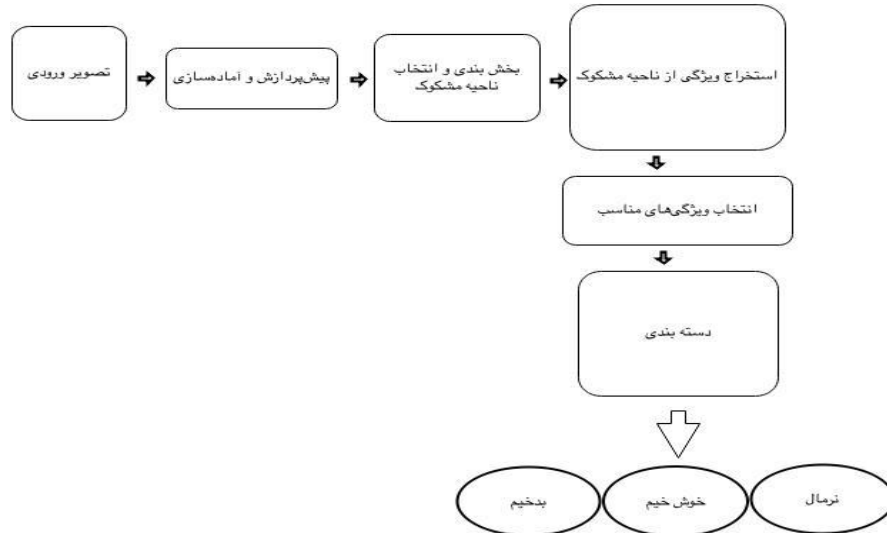 تصویر ورودی
پیش‌پردازش و آماده‌سازی
بخش بندی و انتخاب
ناحیه مشکوک
استخراج ویژگی از ناحیه مشکوک
انتخاب ویژگی‌های مناسب
دسته بندی
نرمال
خوش خیم
بدخیم